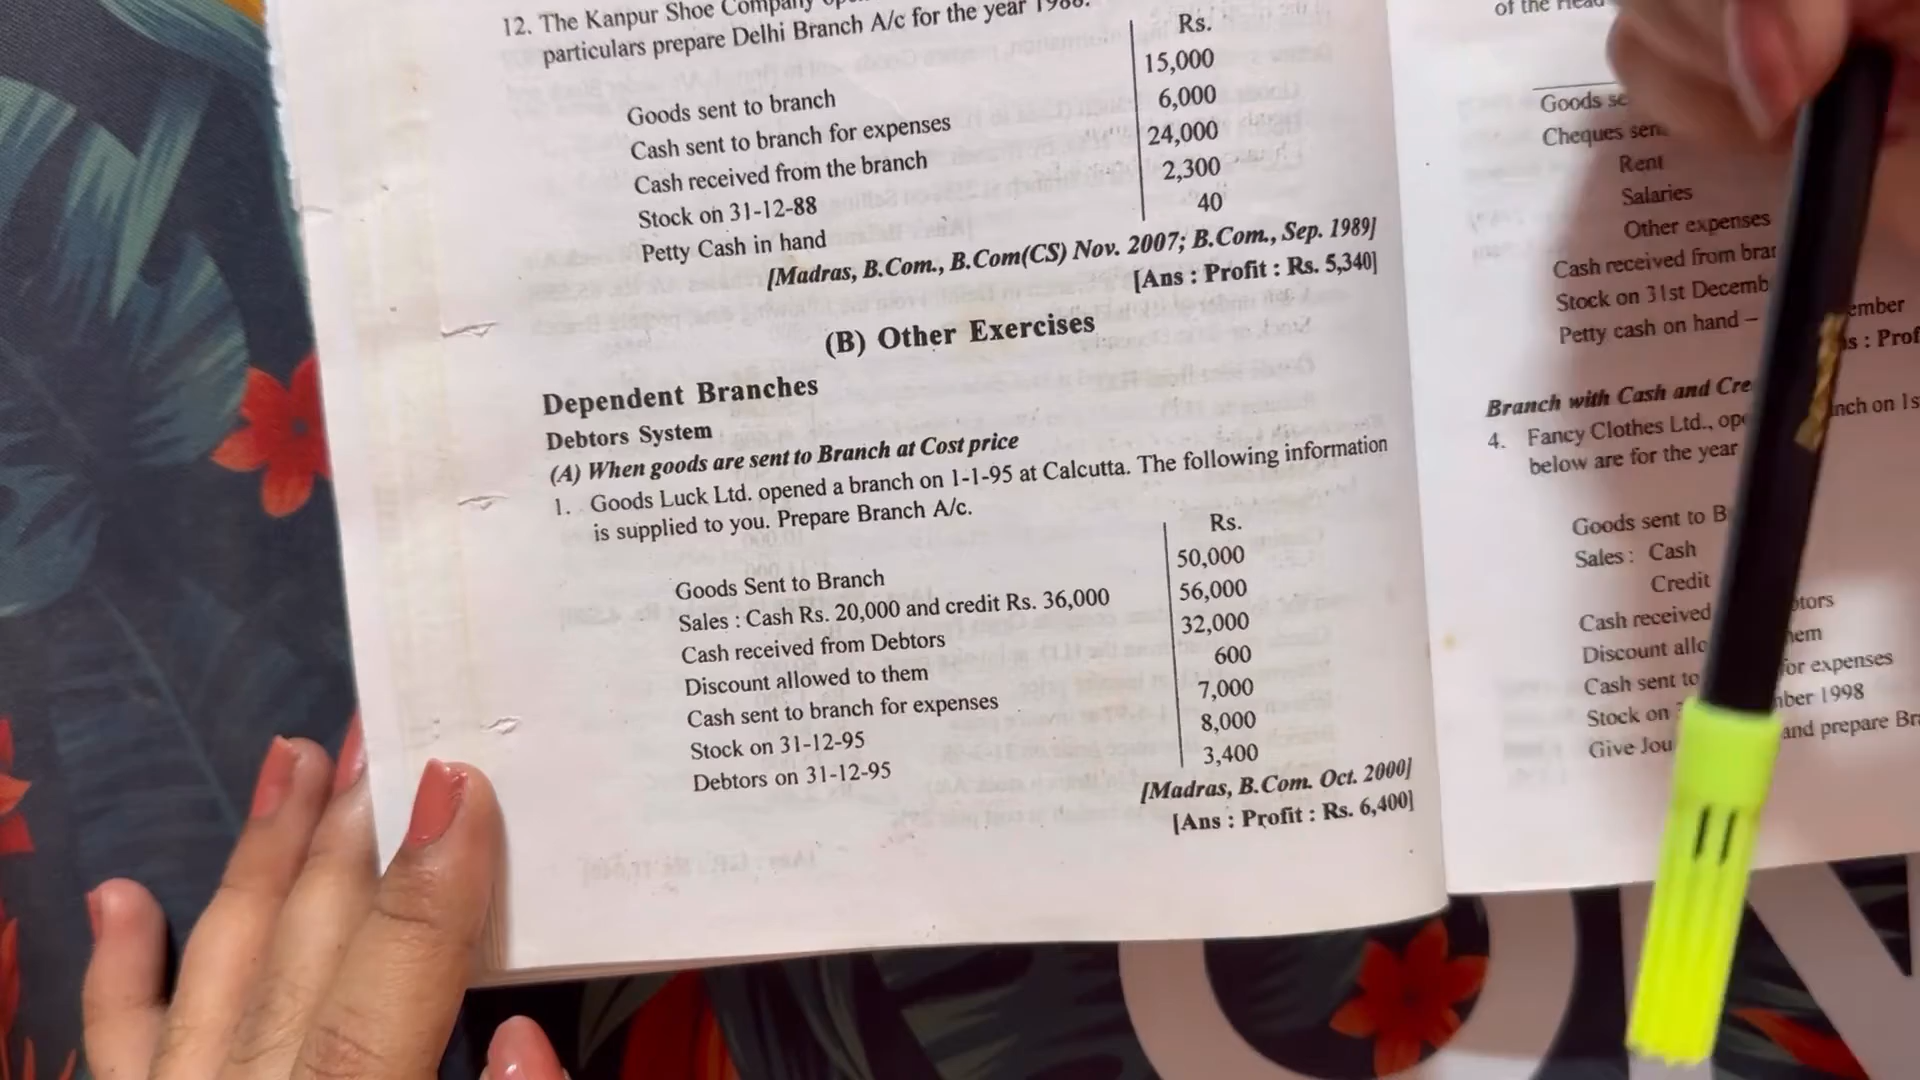 12. The Kanpur Shoe Company
particulars prepare Delhi Branch A/c for the year 1988.
Rs.
Goods sent to branch 15,000
Cash sent to branch for expenses 6,000
Cash received from the branch 24,000
Stock on 31-12-88 2,300
Petty Cash in hand 40
[Madras, B.Com., B.Com(CS) Nov. 2007; B.Com., Sep. 1989]
[Ans : Profit : Rs. 5,340]
(B) Other Exercises
Dependent Branches
Debtors System
(A) When goods are sent to Branch at Cost price
1. Goods Luck Ltd. opened a branch on 1-1-95 at Calcutta. The following information
is supplied to you. Prepare Branch A/c.
Rs.
Goods Sent to Branch 50,000
Sales : Cash Rs. 20,000 and credit Rs. 36,000 56,000
Cash received from Debtors 32,000
Discount allowed to them 600
Cash sent to branch for expenses 7,000
Stock on 31-12-95 8,000
Debtors on 31-12-95 3,400
[Madras, B.Com. Oct. 2000]
[Ans : Profit : Rs. 6,400]
of the Head
Goods
Cheques
Rent
Salaries
Other expenses
Cash received from
Stock on 31st
Petty cash on hand –
Branch with Cash and
4. Fancy Clothes Ltd., on
below are for the year
Goods sent to
Sales : Cash
Credit
Cash received
Discount
Cash sent to for expenses
Stock on 1998
Give and prepare